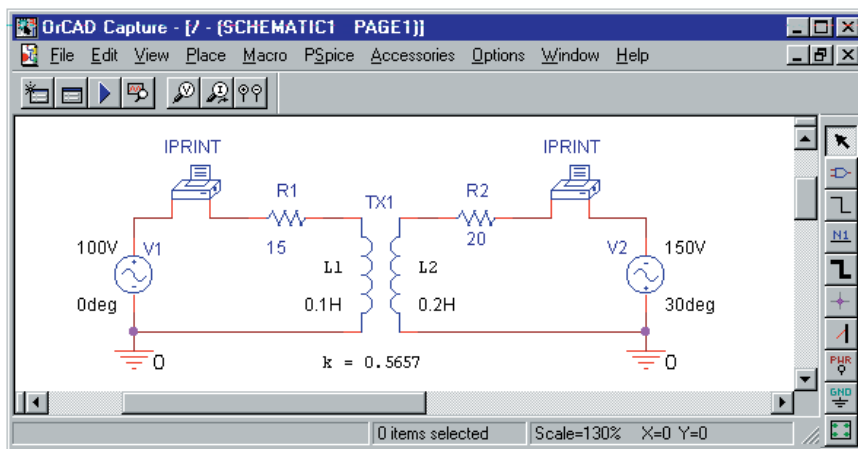 OrCAD Capture - [/ - (SCHEMATIC1 PAGE1)]
File Edit View Place Macro PSpice Accessories Options Window Help
V I
IPRINT IPRINT
R1 TX1 R2
15 20
100V V1 L1 L2 V2 150V
0deg 0.1H 0.2H 30deg
0 k = 0.5657 0
N1
PWR
GND
0 items selected Scale=130% X=0 Y=0